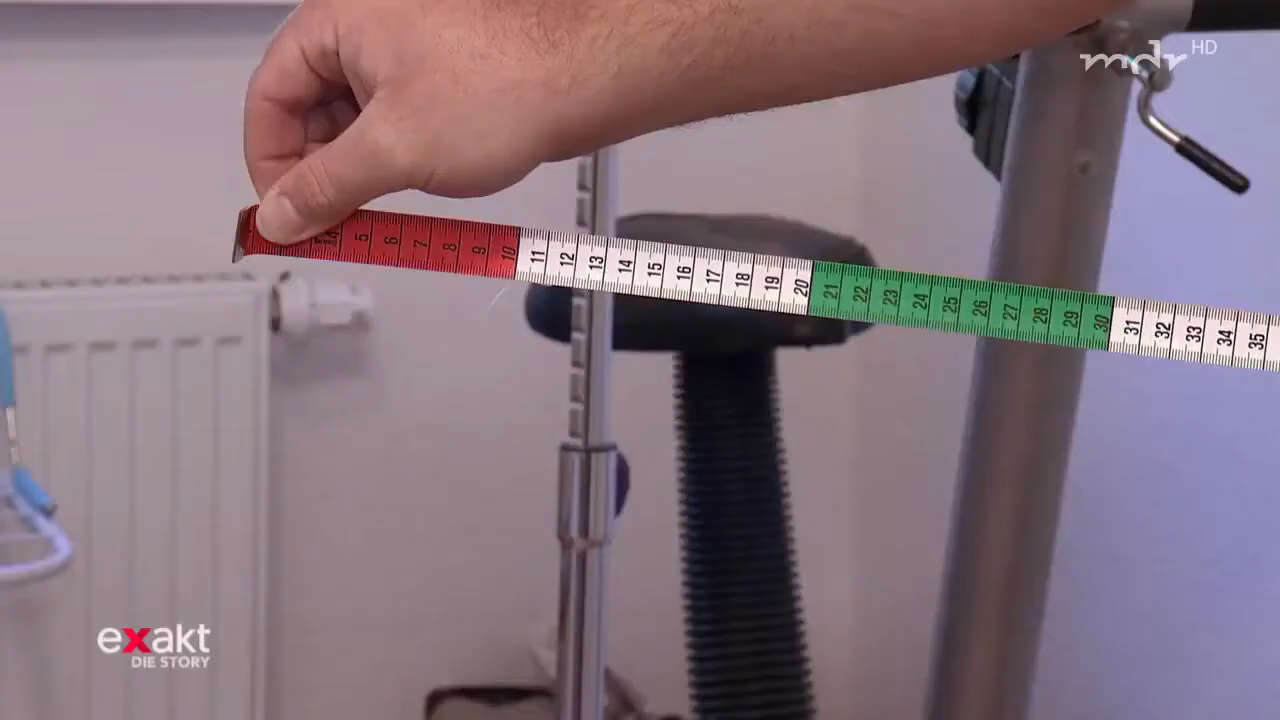 mdr HD
5 6 7 8 9 10 11 12 13 14 15 16 17 18 19 20 21 22 23 24 25 26 27 28 29 30 31 32 33 34 35
exakt
DIE STORY